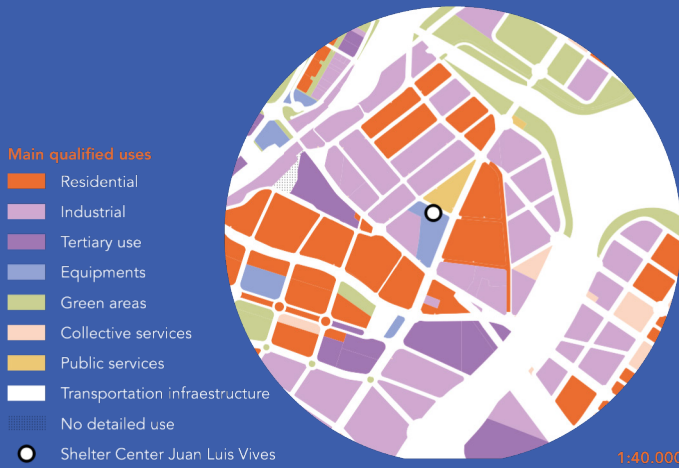 Main qualified uses
Residential
Industrial
Tertiary use
Equipments
Green areas
Collective services
Public services
Transportation infraestructure
No detailed use
Shelter Center Juan Luis Vives
1:40.000